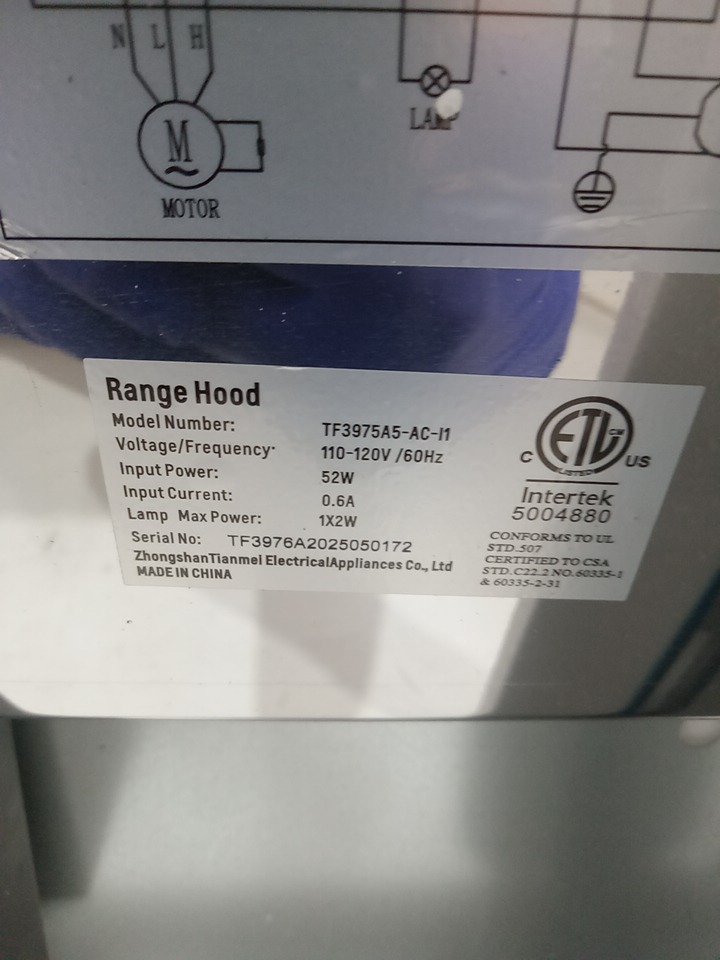 N L H
M
MOTOR
LAMP
Range Hood
Model Number: TF3975A5-AC-I1
Voltage/Frequency: 110-120V /60Hz
Input Power: 52W
Input Current: 0.6A
Lamp Max Power: 1X2W
Serial No: TF3976A2025050172
ZhongshanTianmei ElectricalAppliances Co., Ltd
MADE IN CHINA
ETL CM
LISTED
C US
Intertek
5004880
CONFORMS TO UL
STD.507
CERTIFIED TO CSA
STD.C22.2 NO.60335-1
& 60335-2-31